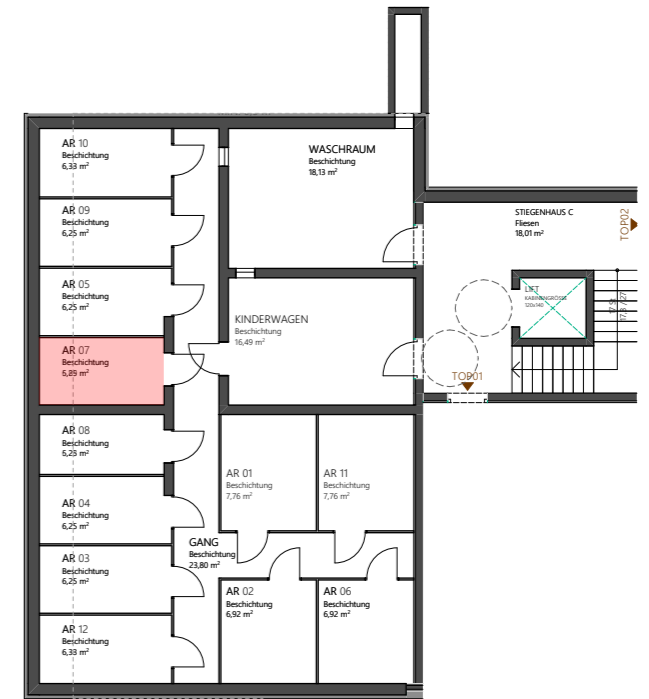 AR 10
Beschichtung
6,33 m²
WASCHRAUM
Beschichtung
18,13 m²
AR 09
Beschichtung
6,25 m²
STIEGENHAUS C
Fliesen
18,01 m²
TOP02
AR 05
Beschichtung
6,25 m²
LIFT
KABINENGRÖSSE
120x140
KINDERWAGEN
Beschichtung
16,49 m²
AR 07
Beschichtung
6,89 m²
TOP01
AR 08
Beschichtung
6,23 m²
AR 01
Beschichtung
7,76 m²
AR 11
Beschichtung
7,76 m²
AR 04
Beschichtung
6,25 m²
GANG
Beschichtung
23,80 m²
AR 03
Beschichtung
6,25 m²
AR 02
Beschichtung
6,92 m²
AR 06
Beschichtung
6,92 m²
AR 12
Beschichtung
6,33 m²